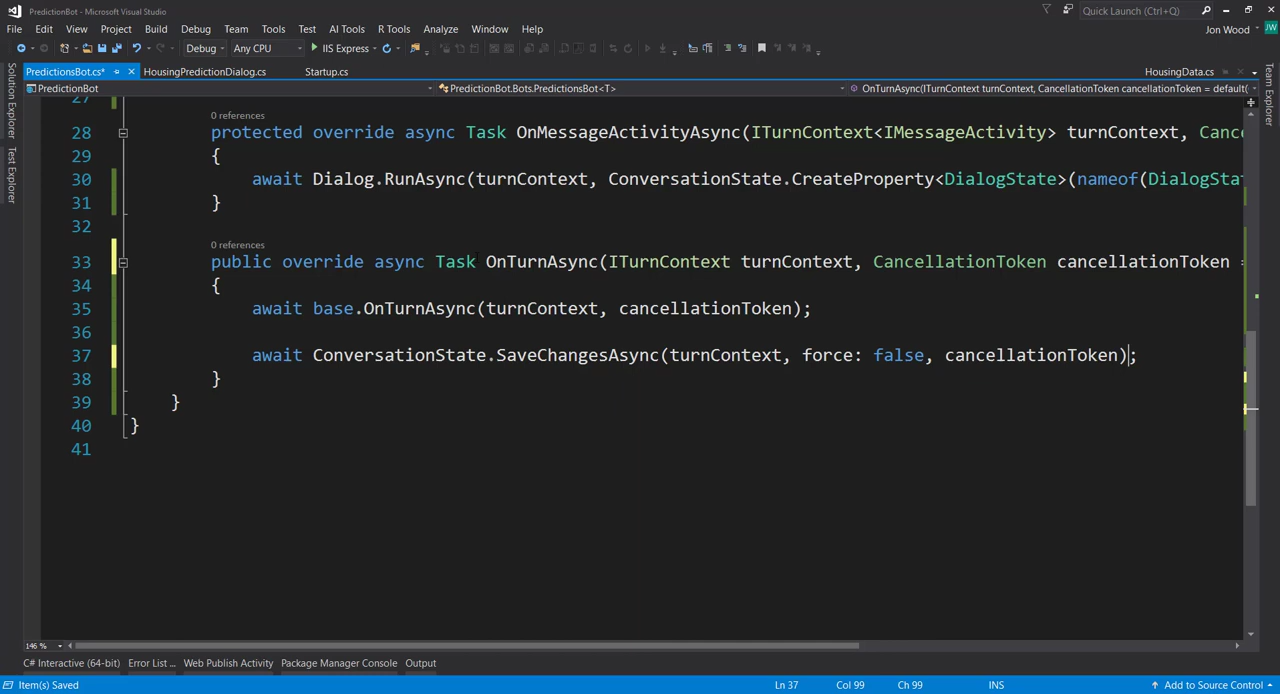 PredictionBot - Microsoft Visual Studio
Quick Launch (Ctrl+Q)
File Edit View Project Build Debug Team Tools Test AI Tools R Tools Analyze Window Help
Jon Wood JW
Debug Any CPU IIS Express
PredictionsBot.cs* HousingPredictionDialog.cs Startup.cs HousingData.cs
PredictionBot PredictionBot.Bots.PredictionsBot<T> OnTurnAsync(ITurnContext turnContext, CancellationToken cancellationToken = default(
Solution Explorer
Test Explorer
Team Explorer
27
0 references
28 protected override async Task OnMessageActivityAsync(ITurnContext<IMessageActivity> turnContext, Cance
29 {
30 await Dialog.RunAsync(turnContext, ConversationState.CreateProperty<DialogState>(nameof(DialogStat
31 }
32
0 references
33 public override async Task OnTurnAsync(ITurnContext turnContext, CancellationToken cancellationToken =
34 {
35 await base.OnTurnAsync(turnContext, cancellationToken);
36
37 await ConversationState.SaveChangesAsync(turnContext, force: false, cancellationToken);
38 }
39 }
40 }
41
146 %
C# Interactive (64-bit) Error List ... Web Publish Activity Package Manager Console Output
Item(s) Saved Ln 37 Col 99 Ch 99 INS Add to Source Control